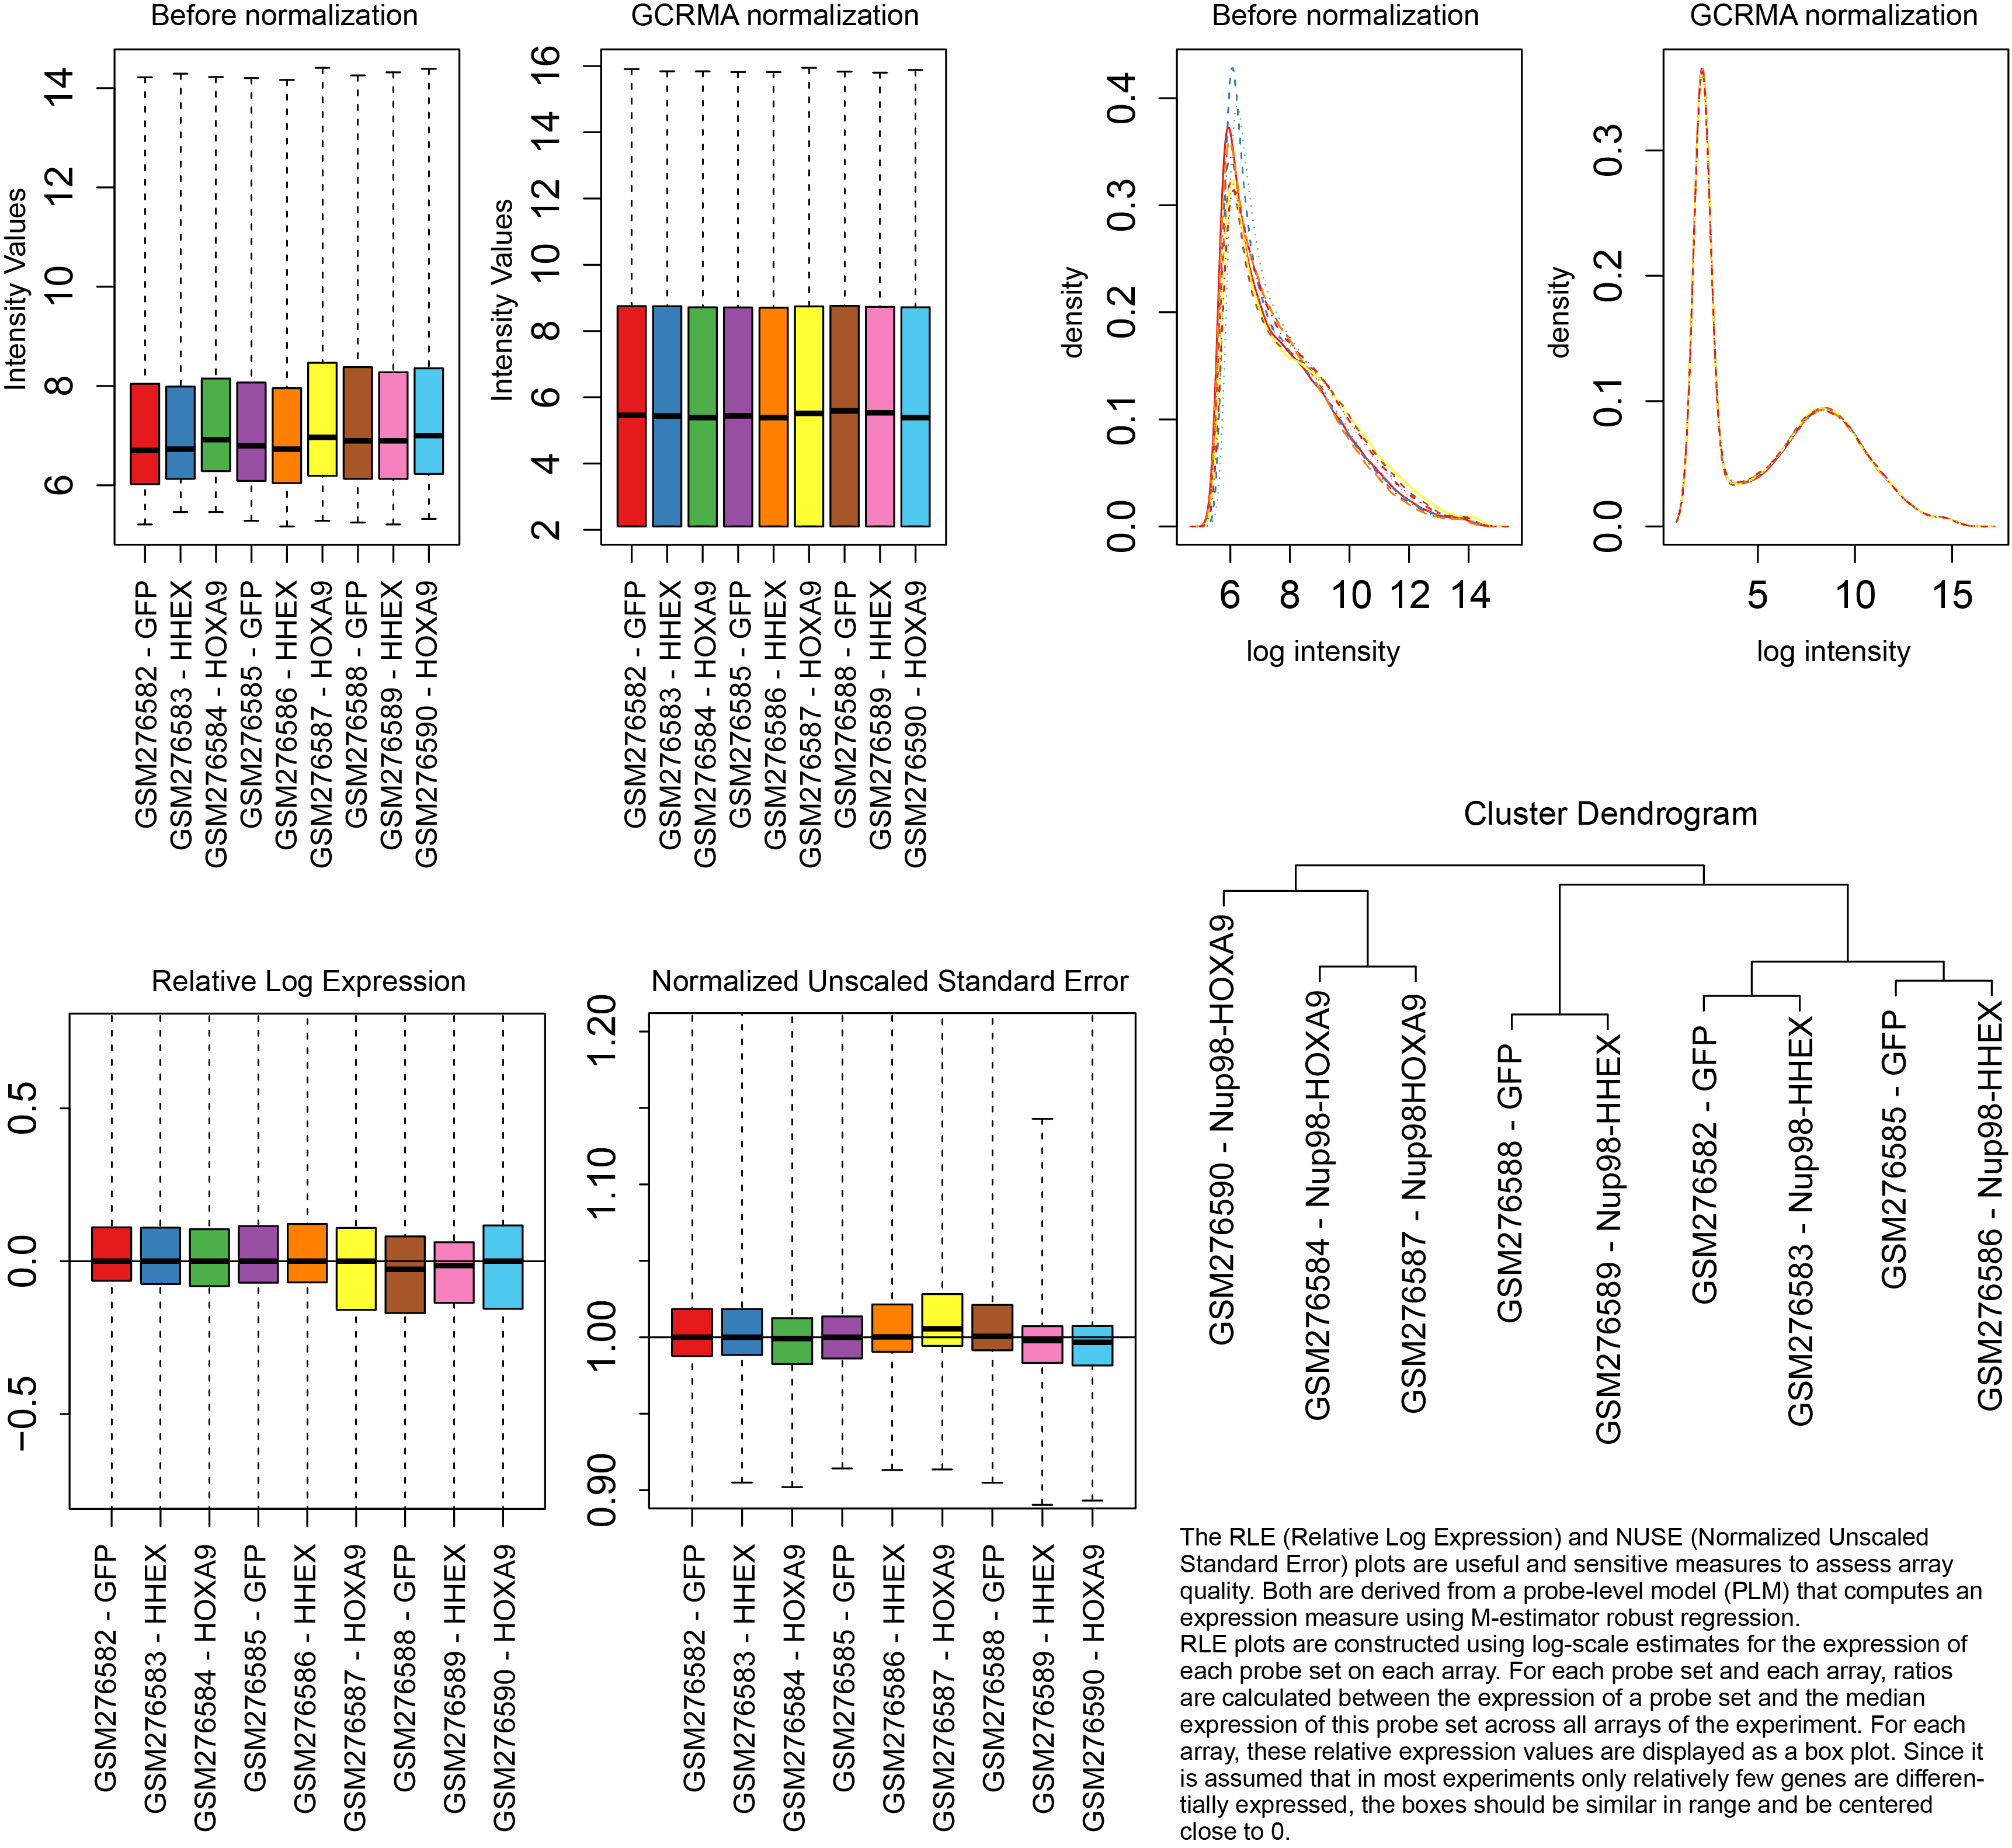 Before normalization
GCRMA normalization
Before normalization
GCRMA normalization
Intensity Values
6
8
10
12
14
GSM276582 - GFP
GSM276583 - HHEX
GSM276584 - HOXA9
GSM276585 - GFP
GSM276586 - HHEX
GSM276587 - HOXA9
GSM276588 - GFP
GSM276589 - HHEX
GSM276590 - HOXA9
Intensity Values
2
4
6
8
10
12
14
16
GSM276582 - GFP
GSM276583 - HHEX
GSM276584 - HOXA9
GSM276585 - GFP
GSM276586 - HHEX
GSM276587 - HOXA9
GSM276588 - GFP
GSM276589 - HHEX
GSM276590 - HOXA9
density
0.0
0.1
0.2
0.3
0.4
6 8 10 12 14
log intensity
density
0.0
0.1
0.2
0.3
5 10 15
log intensity
Cluster Dendrogram
GSM276590 - Nup98-HOXA9
GSM276584 - Nup98-HOXA9
GSM276587 - Nup98HOXA9
GSM276588 - GFP
GSM276589 - Nup98-HHEX
GSM276582 - GFP
GSM276583 - Nup98-HHEX
GSM276585 - GFP
GSM276586 - Nup98-HHEX
Relative Log Expression
−0.5
0.0
0.5
GSM276582 - GFP
GSM276583 - HHEX
GSM276584 - HOXA9
GSM276585 - GFP
GSM276586 - HHEX
GSM276587 - HOXA9
GSM276588 - GFP
GSM276589 - HHEX
GSM276590 - HOXA9
Normalized Unscaled Standard Error
0.90
1.00
1.10
1.20
GSM276582 - GFP
GSM276583 - HHEX
GSM276584 - HOXA9
GSM276585 - GFP
GSM276586 - HHEX
GSM276587 - HOXA9
GSM276588 - GFP
GSM276589 - HHEX
GSM276590 - HOXA9
The RLE (Relative Log Expression) and NUSE (Normalized Unscaled
Standard Error) plots are useful and sensitive measures to assess array
quality. Both are derived from a probe-level model (PLM) that computes an
expression measure using M-estimator robust regression.
RLE plots are constructed using log-scale estimates for the expression of
each probe set on each array. For each probe set and each array, ratios
are calculated between the expression of a probe set and the median
expression of this probe set across all arrays of the experiment. For each
array, these relative expression values are displayed as a box plot. Since it
is assumed that in most experiments only relatively few genes are differen-
tially expressed, the boxes should be similar in range and be centered
close to 0.